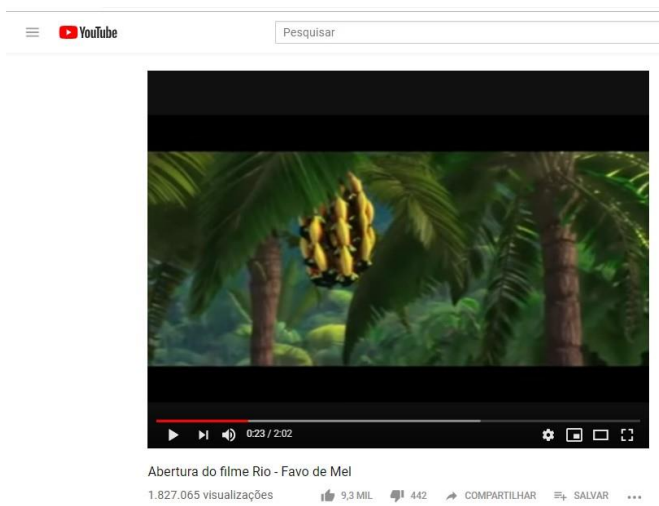 YouTube
Pesquisar
0:23 / 2:02
Abertura do filme Rio - Favo de Mel
1.827.065 visualizações 9,3 MIL 442 COMPARTILHAR SALVAR